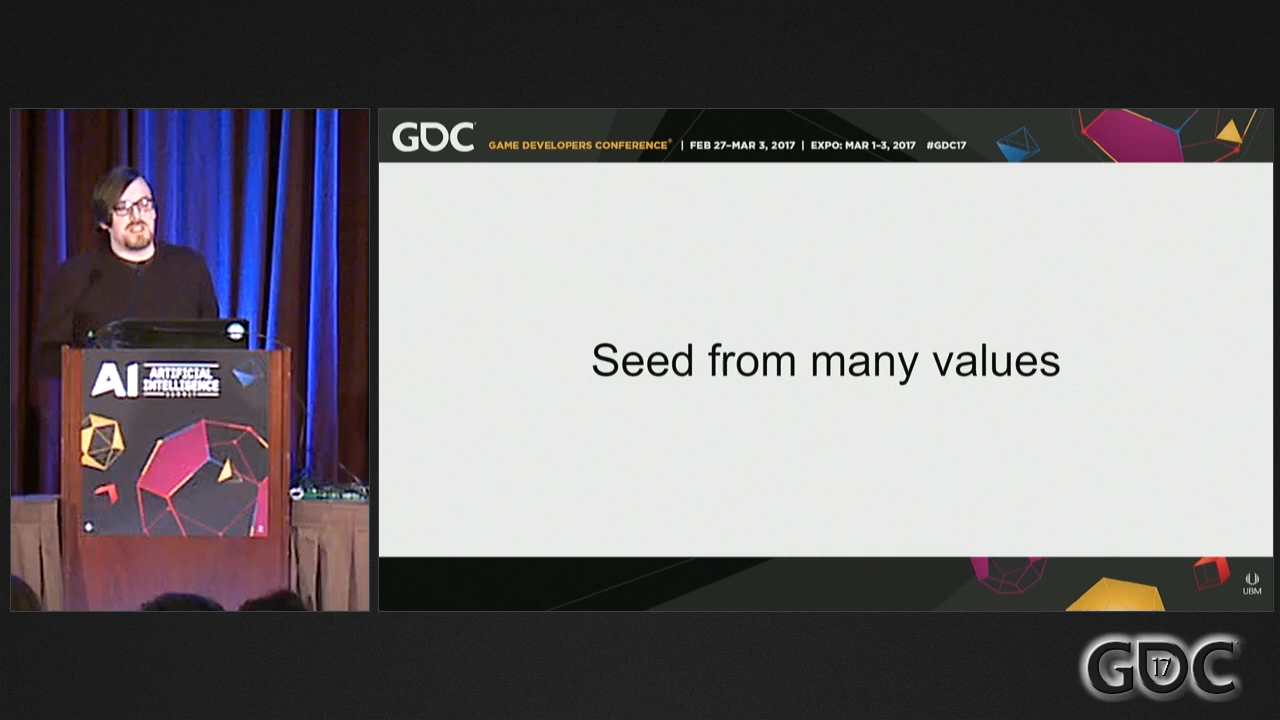 GDC
GAME DEVELOPERS CONFERENCE® | FEB 27–MAR 3, 2017 | EXPO: MAR 1-3, 2017 #GDC17
Seed from many values
AI ARTIFICIAL
INTELLIGENCE
SUMMIT
UBM
GDC 17